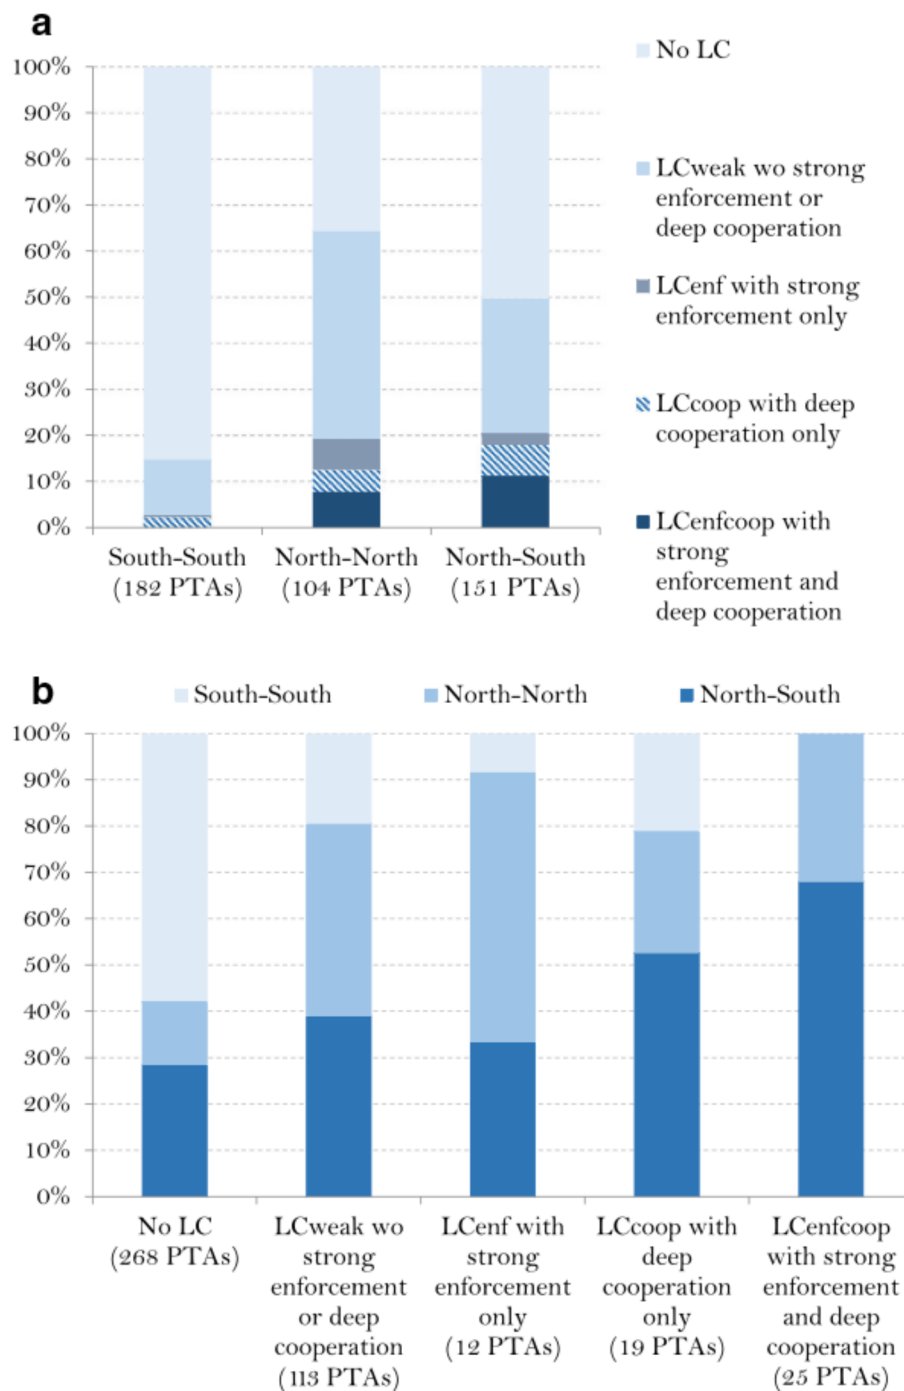 a
100%
90%
80%
70%
60%
50%
40%
30%
20%
10%
0%
South-South
(182 PTAs)
North-North
(104 PTAs)
North-South
(151 PTAs)
No LC
LCweak wo strong
enforcement or
deep cooperation
LCenf with strong
enforcement only
LCcoop with deep
cooperation only
LCenfcoop with
strong
enforcement and
deep cooperation
b
South-South
North-North
North-South
100%
90%
80%
70%
60%
50%
40%
30%
20%
10%
0%
No LC
(268 PTAs)
LCweak wo
strong
enforcement
or deep
cooperation
(113 PTAs)
LCenf with
strong
enforcement
only
(12 PTAs)
LCcoop with
deep
cooperation
only
(19 PTAs)
LCenfcoop
with strong
enforcement
and deep
cooperation
(25 PTAs)